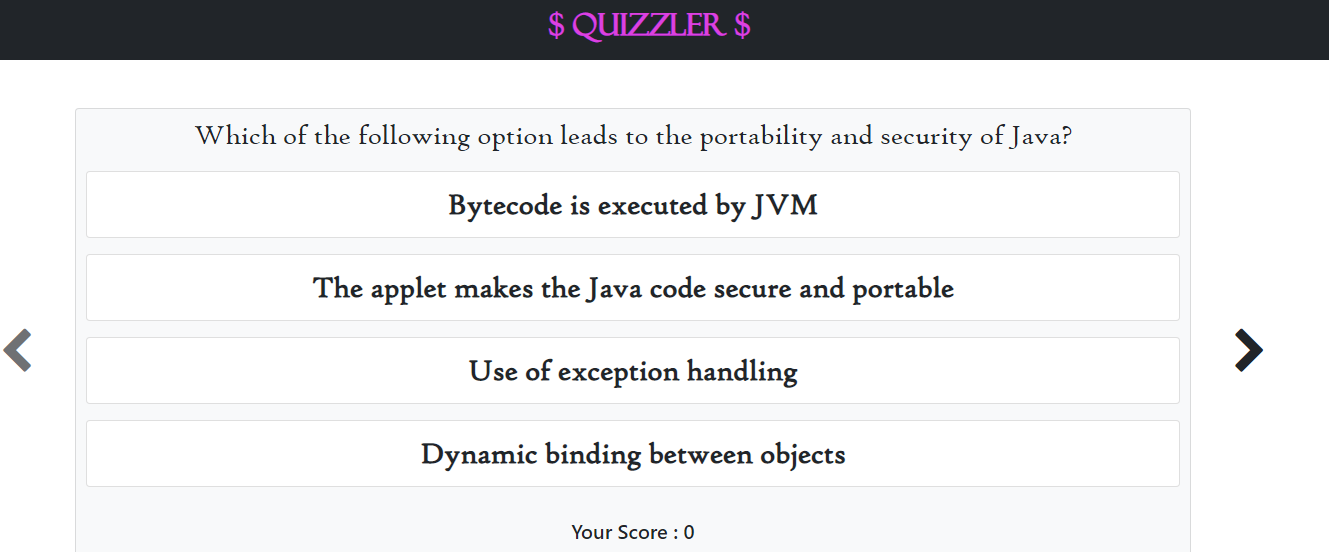 $ QUIZZLER $
Which of the following option leads to the portability and security of Java?
Bytecode is executed by JVM
The applet makes the Java code secure and portable
Use of exception handling
Dynamic binding between objects
Your Score : 0